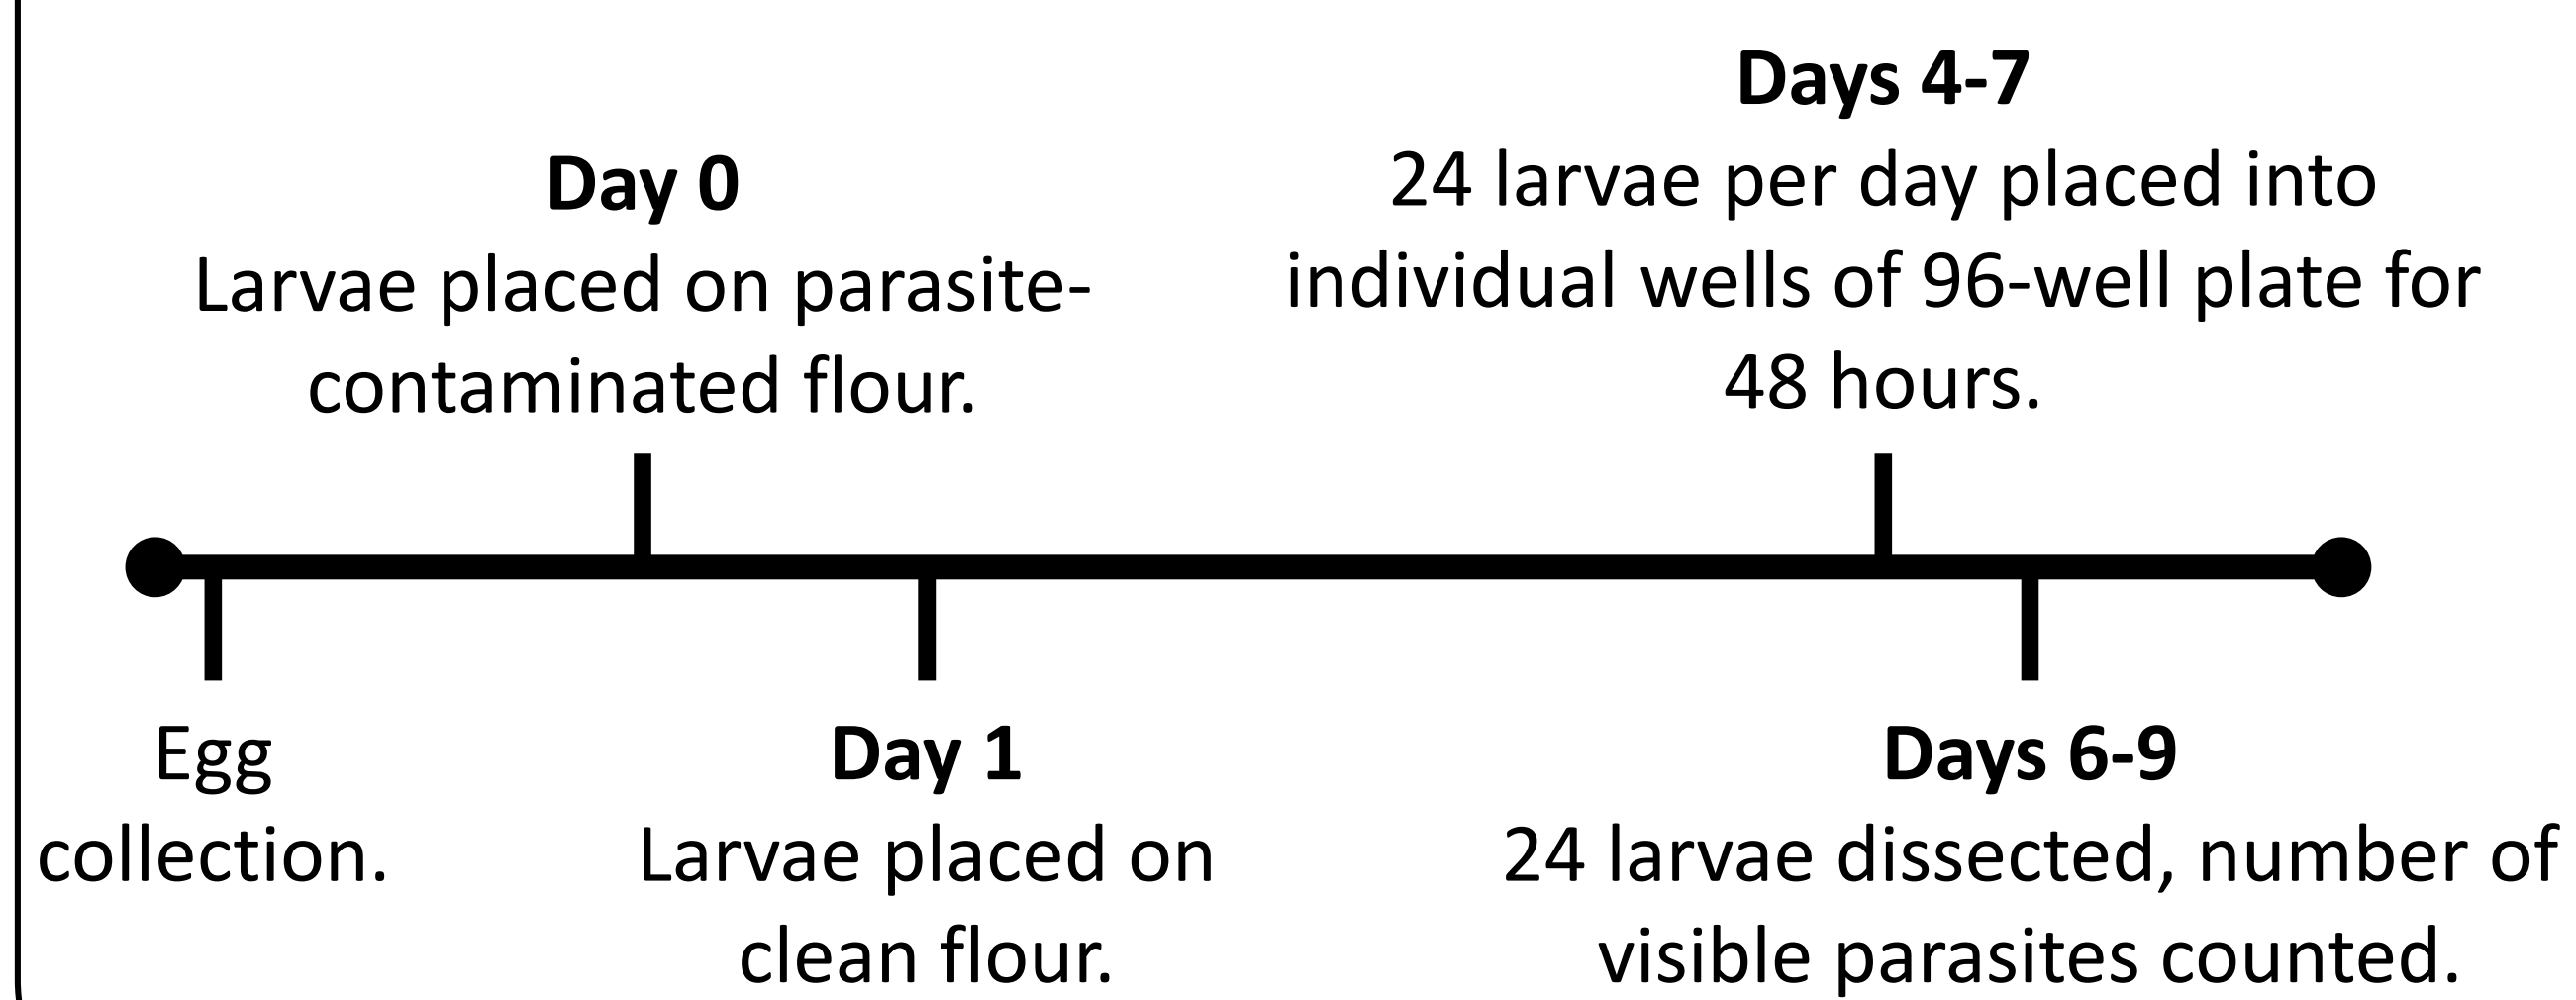 Days 4-7
24 larvae per day placed into
individual wells of 96-well plate for
48 hours.
Day 0
Larvae placed on parasite-
contaminated flour.
Egg
collection.
Day 1
Larvae placed on
clean flour.
Days 6-9
24 larvae dissected, number of
visible parasites counted.